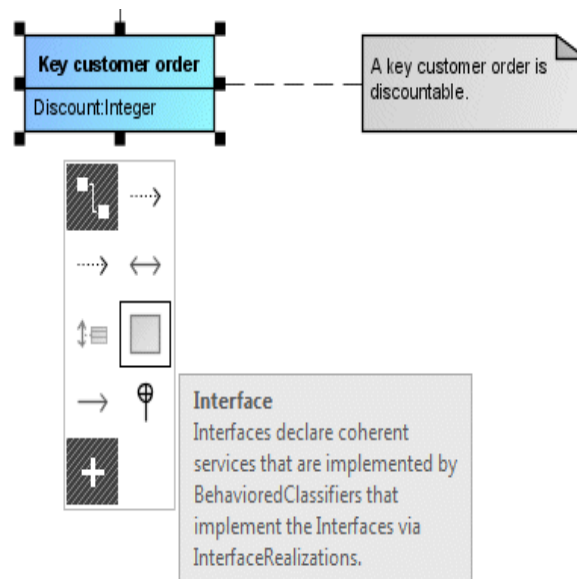 Key customer order
Discount:Integer
A key customer order is
discountable.
Interface
Interfaces declare coherent
services that are implemented by
BehavioredClassifiers that
implement the Interfaces via
InterfaceRealizations.